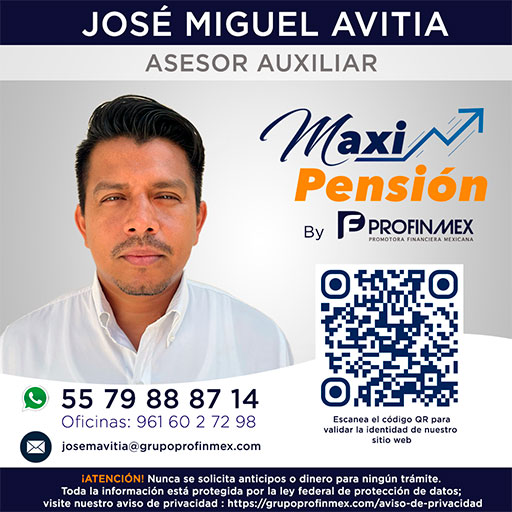 JOSÉ MIGUEL AVITIA
ASESOR AUXILIAR
Maxi
Pensión
By PROFINMEX
PROMOTORA FINANCIERA MEXICANA
55 79 88 87 14
Oficinas: 961 60 2 72 98
josemavitia@grupoprofinmex.com
Escanea el código QR para
validar la identidad de nuestro
sitio web
¡ATENCIÓN! Nunca se solicita anticipos o dinero para ningún trámite.
Toda la información está protegida por la ley federal de protección de datos;
visite nuestro aviso de privacidad : https://grupoprofinmex.com/aviso-de-privacidad